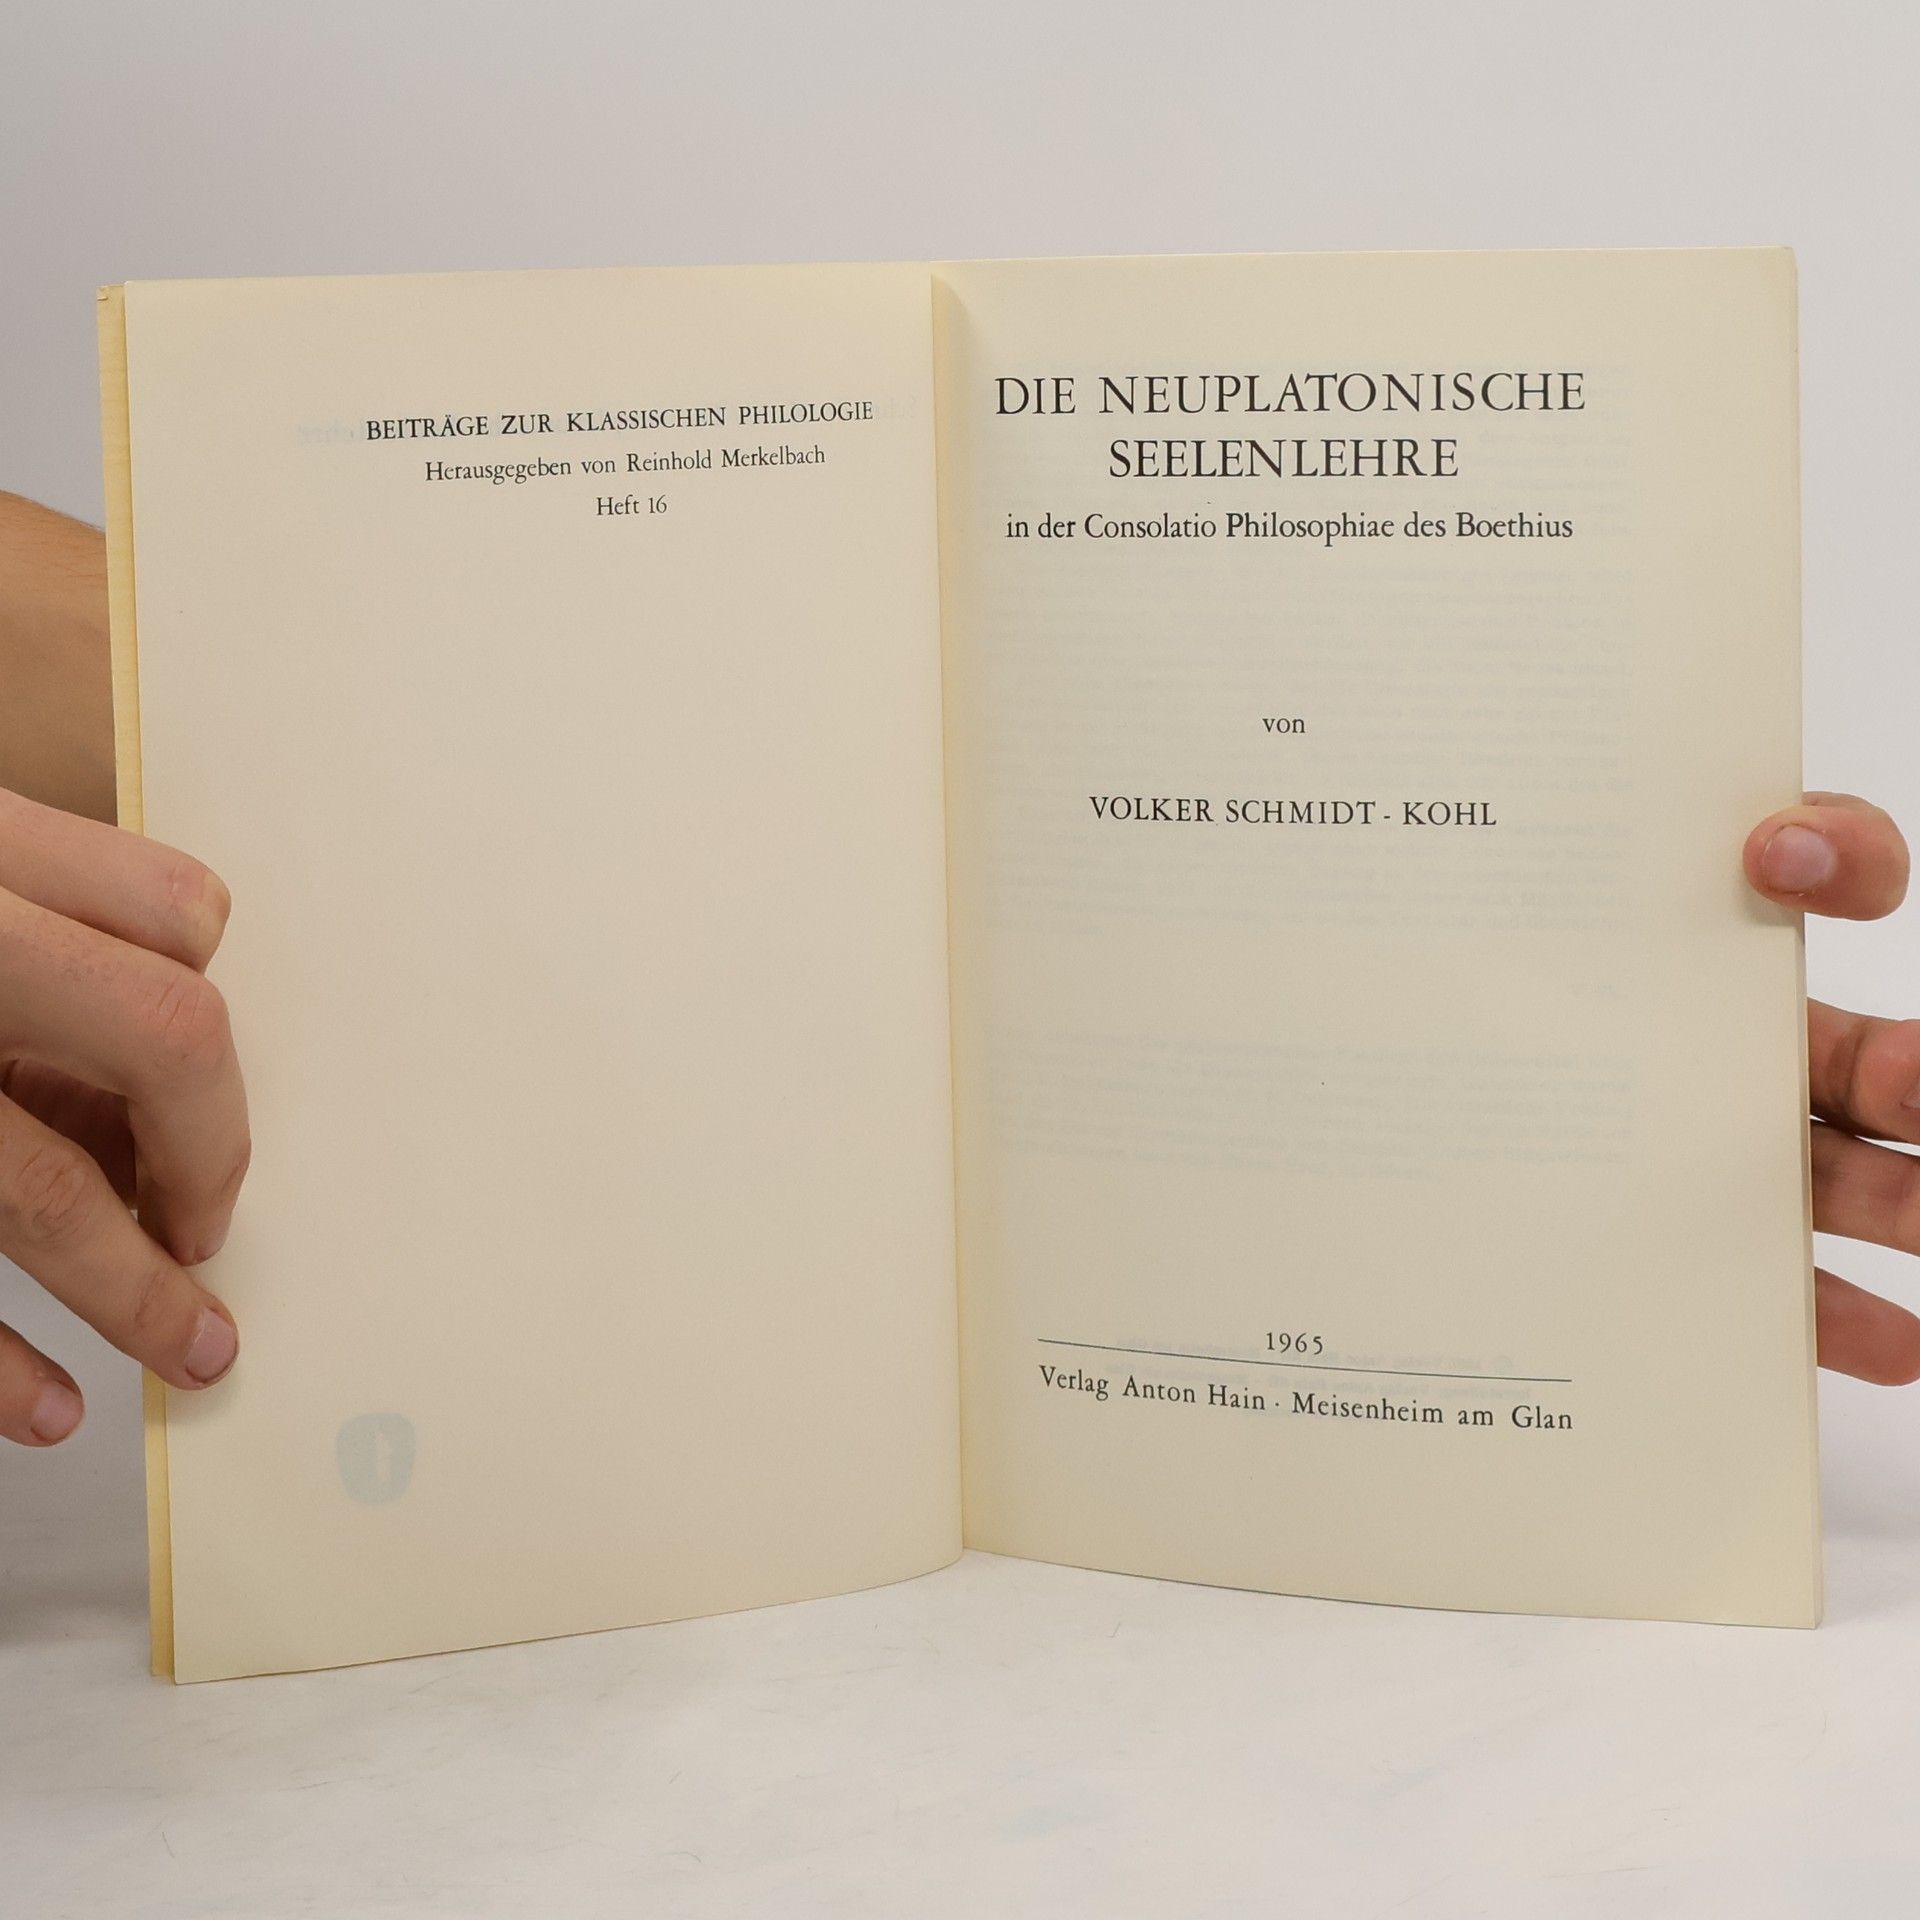 BEITRÄGE ZUR KLASSISCHEN PHILOLOGIE
Herausgegeben von Reinhold Merkelbach
Heft 16
DIE NEUPLATONISCHE
SEELENLEHRE
in der Consolatio Philosophiae des Boethius
von
VOLKER SCHMIDT - KOHL
1965
Verlag Anton Hain · Meisenheim am Glan